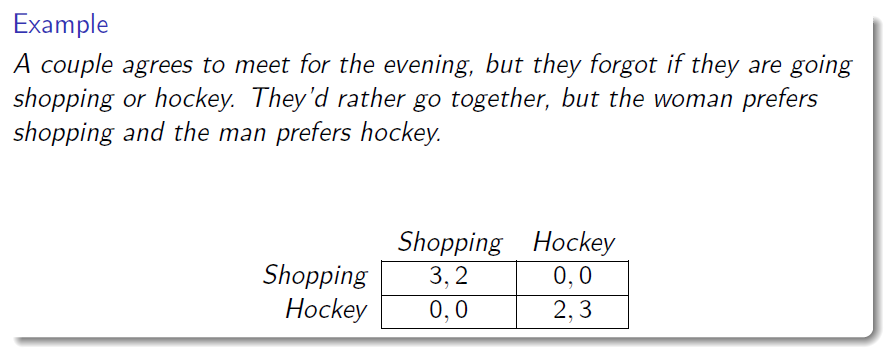 Example
A couple agrees to meet for the evening, but they forgot if they are going
shopping or hockey. They'd rather go together, but the woman prefers
shopping and the man prefers hockey.
Shopping Hockey
Shopping 3, 2 0, 0
Hockey 0, 0 2, 3